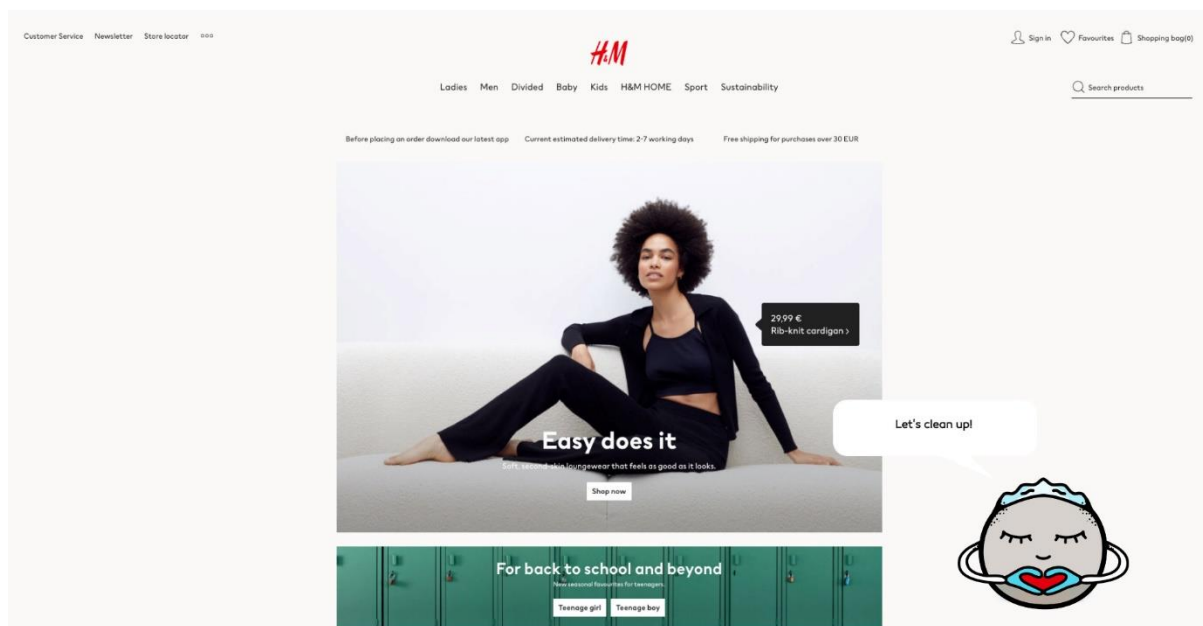 Customer Service Newsletter Store locator
Sign in Favourites Shopping bag(0)
H&M
Ladies Men Divided Baby Kids H&M HOME Sport Sustainability
Search products
Before placing an order download our latest app Current estimated delivery time: 2-7 working days Free shipping for purchases over 30 EUR
29,99 €
Rib-knit cardigan >
Let's clean up!
Easy does it
Soft, second-skin loungewear that feels as good as it looks.
Shop now
For back to school and beyond
New seasonal favourites for teenagers.
Teenage girl Teenage boy